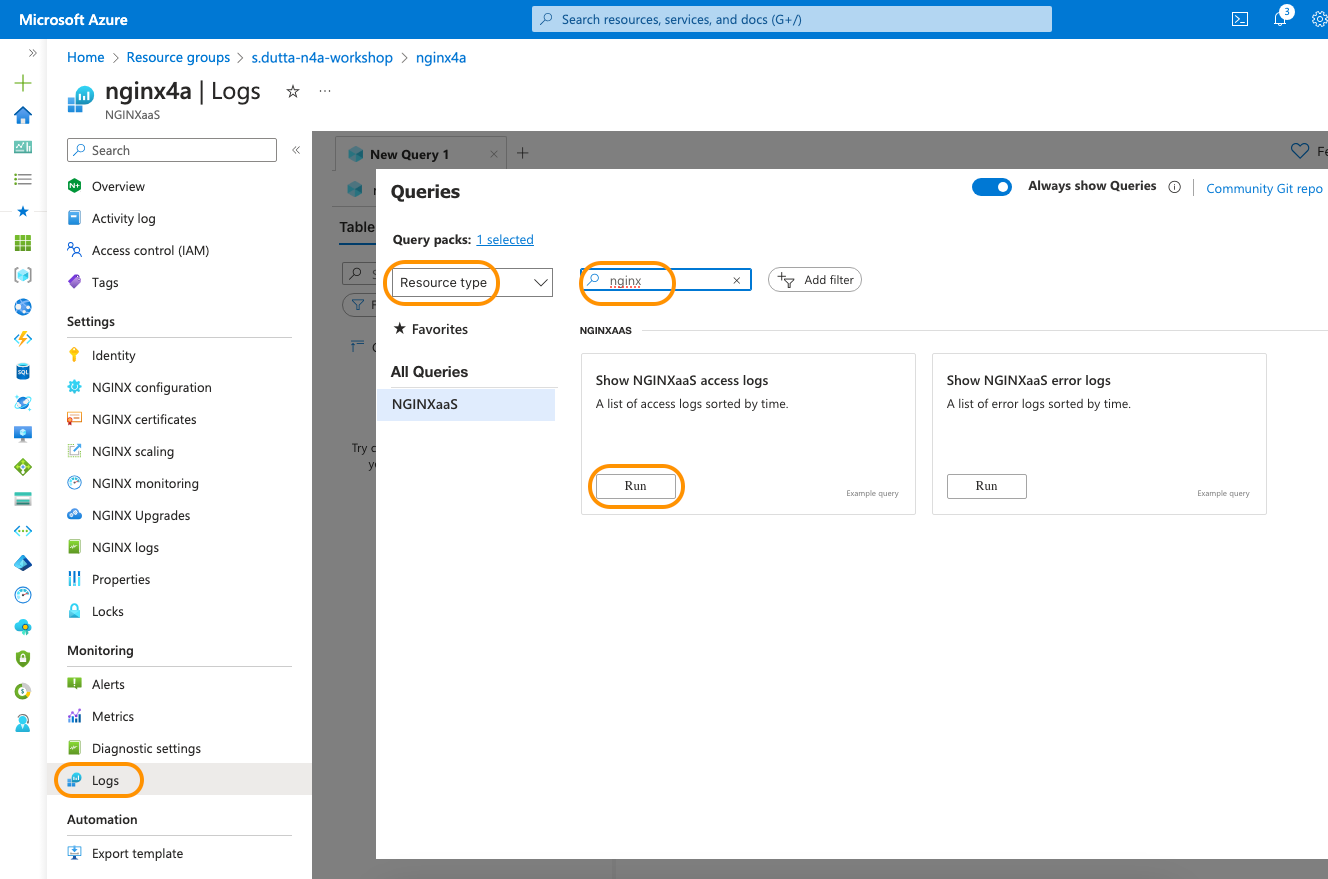 Microsoft Azure
Search resources, services, and docs (G+/)
3
Home > Resource groups > s.dutta-n4a-workshop > nginx4a
nginx4a | Logs
NGINXaaS
Search
Overview
Activity log
Access control (IAM)
Tags
Settings
Identity
NGINX configuration
NGINX certificates
NGINX scaling
NGINX monitoring
NGINX Upgrades
NGINX logs
Properties
Locks
Monitoring
Alerts
Metrics
Diagnostic settings
Logs
Automation
Export template
New Query 1
Fe
Table
Try c
Queries
Always show Queries
Community Git repo
Query packs: 1 selected
Resource type
nginx
Add filter
Favorites
All Queries
NGINXaaS
NGINXAAS
Show NGINXaaS access logs
A list of access logs sorted by time.
Run
Example query
Show NGINXaaS error logs
A list of error logs sorted by time.
Run
Example query